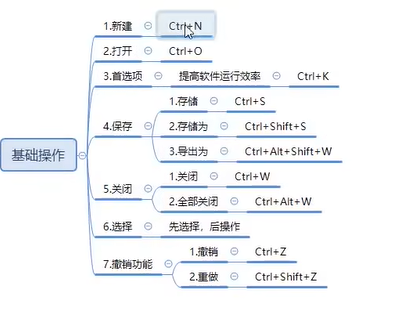 基础操作
1.新建 Ctrl+N
2.打开 Ctrl+O
3.首选项 提高软件运行效率 Ctrl+K
4.保存
1.存储 Ctrl+S
2.存储为 Ctrl+Shift+S
3.导出为 Ctrl+Alt+Shift+W
5.关闭
1.关闭 Ctrl+W
2.全部关闭 Ctrl+Alt+W
6.选择 先选择，后操作
7.撤销功能
1.撤销 Ctrl+Z
2.重做 Ctrl+Shift+Z